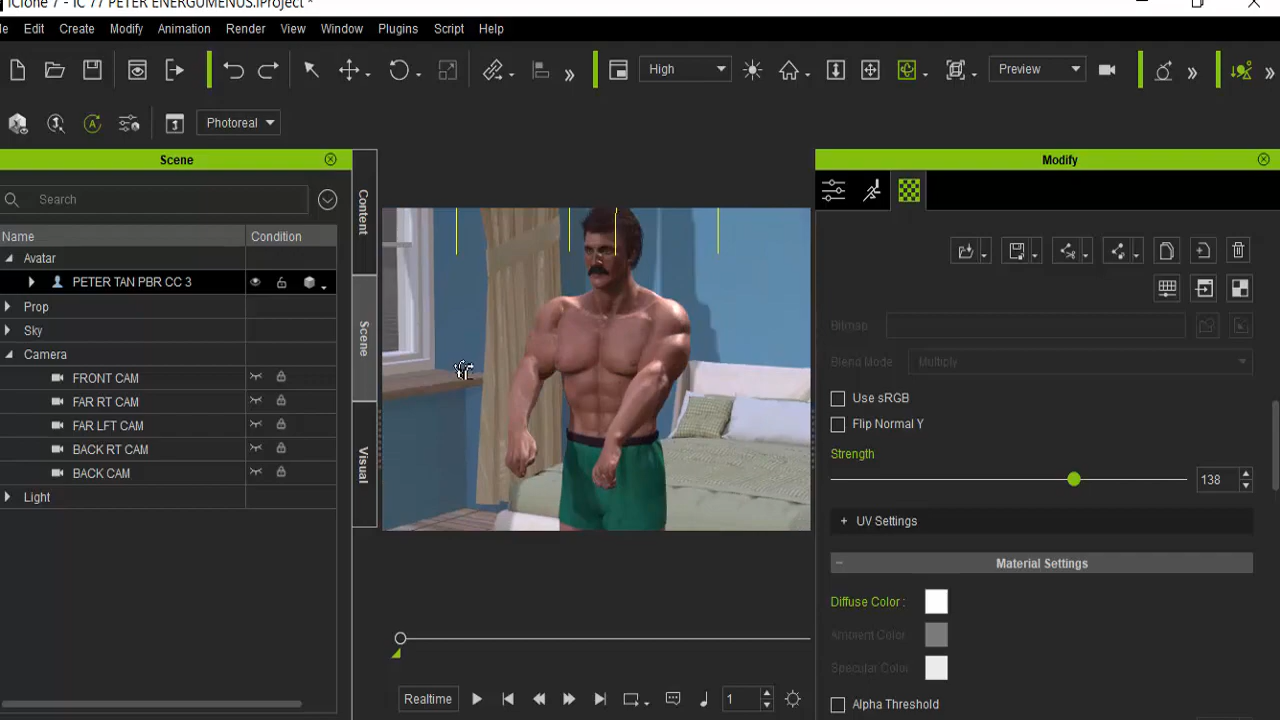 iClone 7 - IC 77 PETER ENERGUMENUS.iProject *
le Edit Create Modify Animation Render View Window Plugins Script Help
High
Preview
Photoreal
Scene
Search
Name Condition
Avatar
PETER TAN PBR CC 3
Prop
Sky
Camera
FRONT CAM
FAR RT CAM
FAR LFT CAM
BACK RT CAM
BACK CAM
Light
Content
Scene
Visual
Realtime
1
Modify
Bitmap
Blend Mode Multiply
Use sRGB
Flip Normal Y
Strength
138
+ UV Settings
Material Settings
Diffuse Color :
Ambient Color
Specular Color
Alpha Threshold